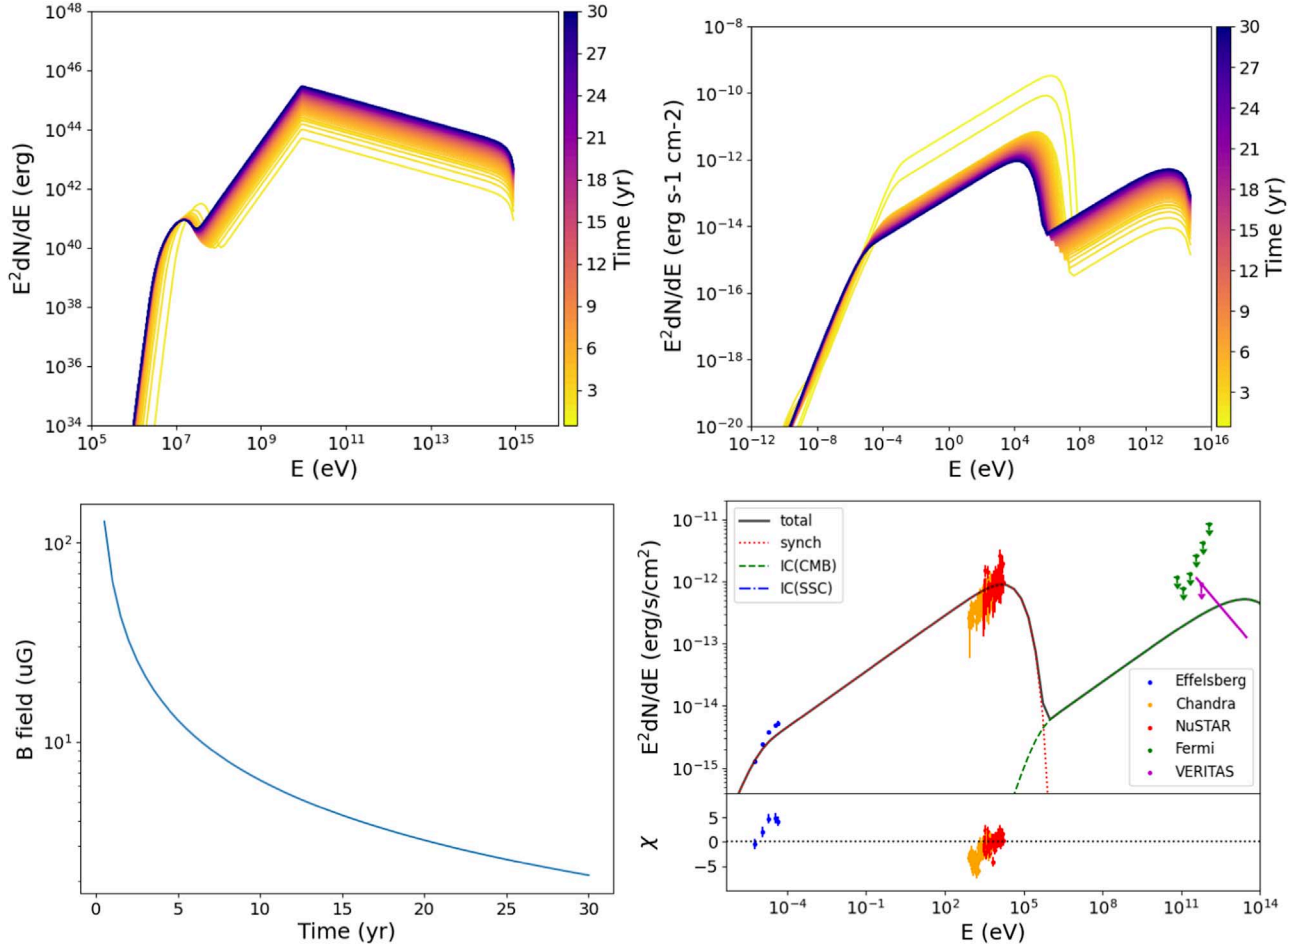 10^48
10^46
10^44
10^42
10^40
10^38
10^36
10^34
E^2dN/dE (erg)
10^5 10^7 10^9 10^11 10^13 10^15
E (eV)
30
27
24
21
18
15
12
9
6
3
Time (yr)
10^-8
10^-10
10^-12
10^-14
10^-16
10^-18
10^-20
E^2dN/dE (erg s-1 cm-2)
10^-12 10^-8 10^-4 10^0 10^4 10^8 10^12 10^16
E (eV)
30
27
24
21
18
15
12
9
6
3
Time (yr)
10^2
10^1
B field (uG)
0 5 10 15 20 25 30
Time (yr)
10^-11
10^-12
10^-13
10^-14
10^-15
E^2dN/dE (erg/s/cm^2)
total
synch
IC(CMB)
IC(SSC)
Effelsberg
Chandra
NuSTAR
Fermi
VERITAS
5
0
−5
χ
10^-4 10^-1 10^2 10^5 10^8 10^11 10^14
E (eV)